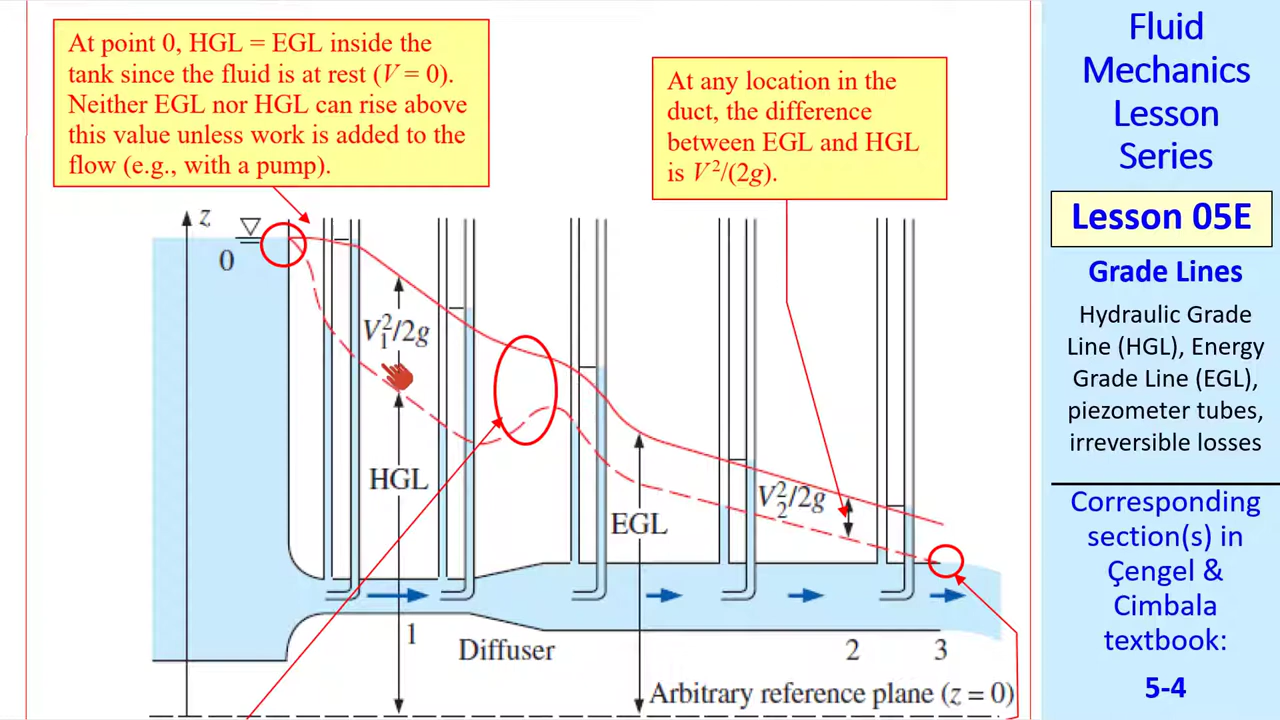 At point 0, HGL = EGL inside the
tank since the fluid is at rest (V = 0).
Neither EGL nor HGL can rise above
this value unless work is added to the
flow (e.g., with a pump).
At any location in the
duct, the difference
between EGL and HGL
is V²/(2g).
z
0
V₁²/2g
HGL
EGL
V₂²/2g
1
Diffuser
2
3
Arbitrary reference plane (z = 0)
Fluid
Mechanics
Lesson
Series
Lesson 05E
Grade Lines
Hydraulic Grade
Line (HGL), Energy
Grade Line (EGL),
piezometer tubes,
irreversible losses
Corresponding
section(s) in
Çengel &
Cimbala
textbook:
5-4